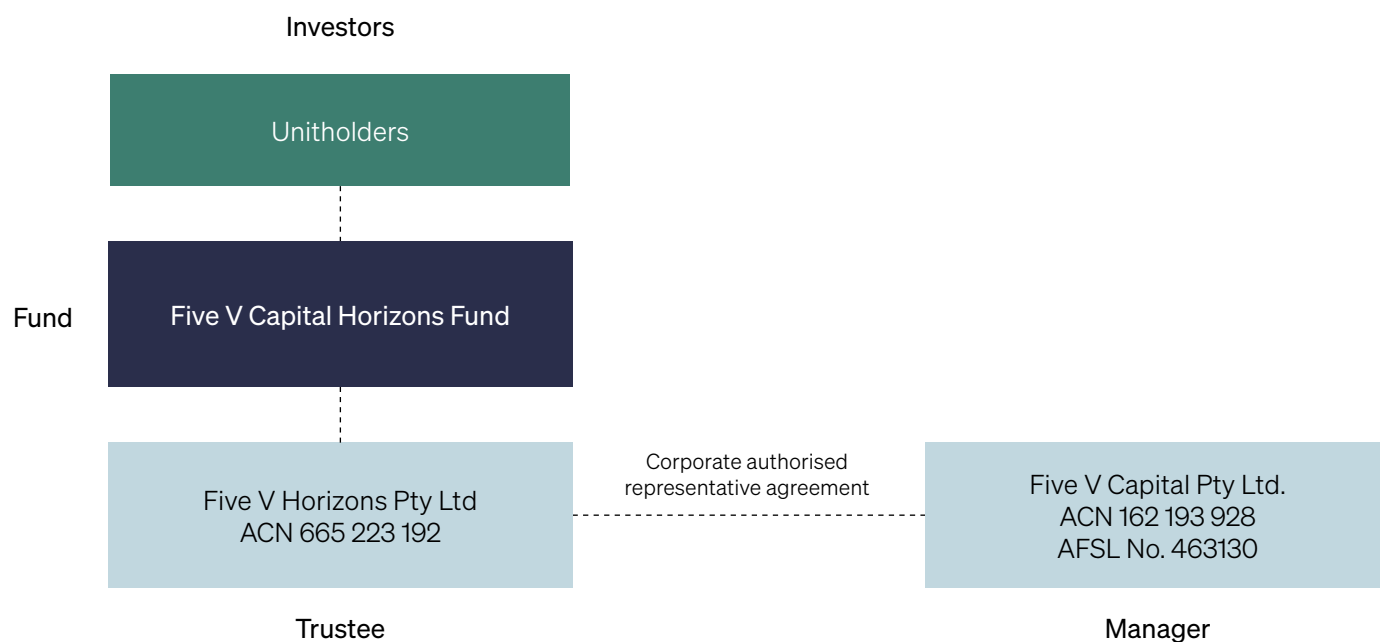 Investors
Unitholders
Fund
Five V Capital Horizons Fund
Five V Horizons Pty Ltd
ACN 665 223 192
Corporate authorised
representative agreement
Five V Capital Pty Ltd.
ACN 162 193 928
AFSL No. 463130
Trustee
Manager